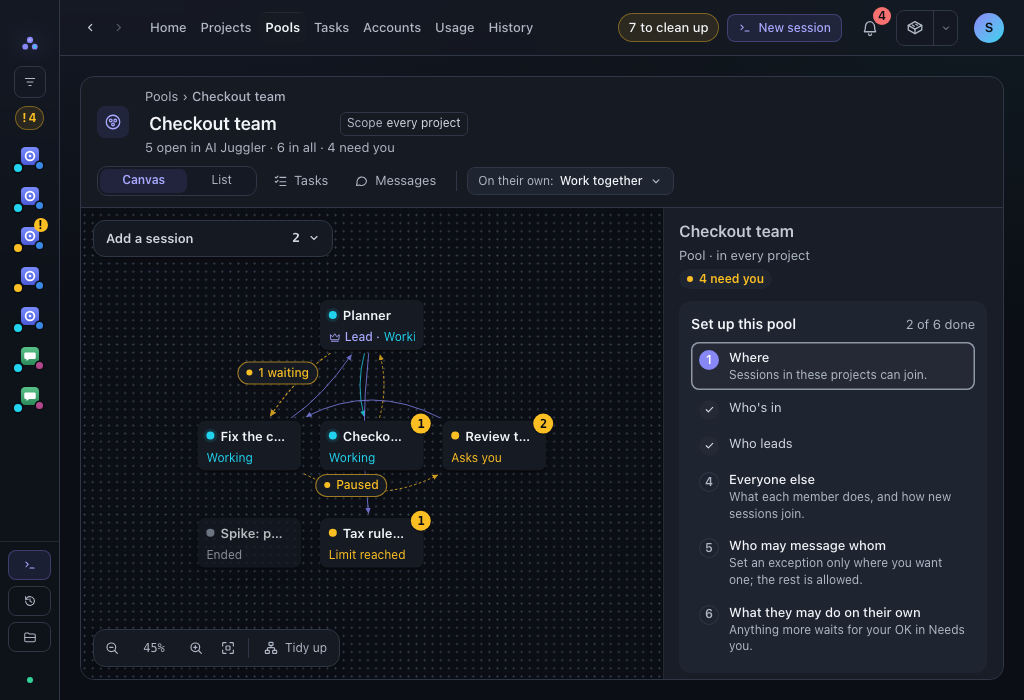 Home Projects Pools Tasks Accounts Usage History
7 to clean up
New session
4
S
! 4
!
Pools › Checkout team
Checkout team
Scope every project
5 open in AI Juggler · 6 in all · 4 need you
Canvas
List
Tasks
Messages
On their own: Work together
Add a session 2
Planner
Lead · Worki
1 waiting
1
2
Fix the c...
Working
Checko...
Working
Review t...
Asks you
Paused
1
Spike: p...
Ended
Tax rule...
Limit reached
45%
Tidy up
Checkout team
Pool · in every project
4 need you
Set up this pool 2 of 6 done
1 Where
Sessions in these projects can join.
Who's in
Who leads
4 Everyone else
What each member does, and how new
sessions join.
5 Who may message whom
Set an exception only where you want
one; the rest is allowed.
6 What they may do on their own
Anything more waits for your OK in Needs
you.